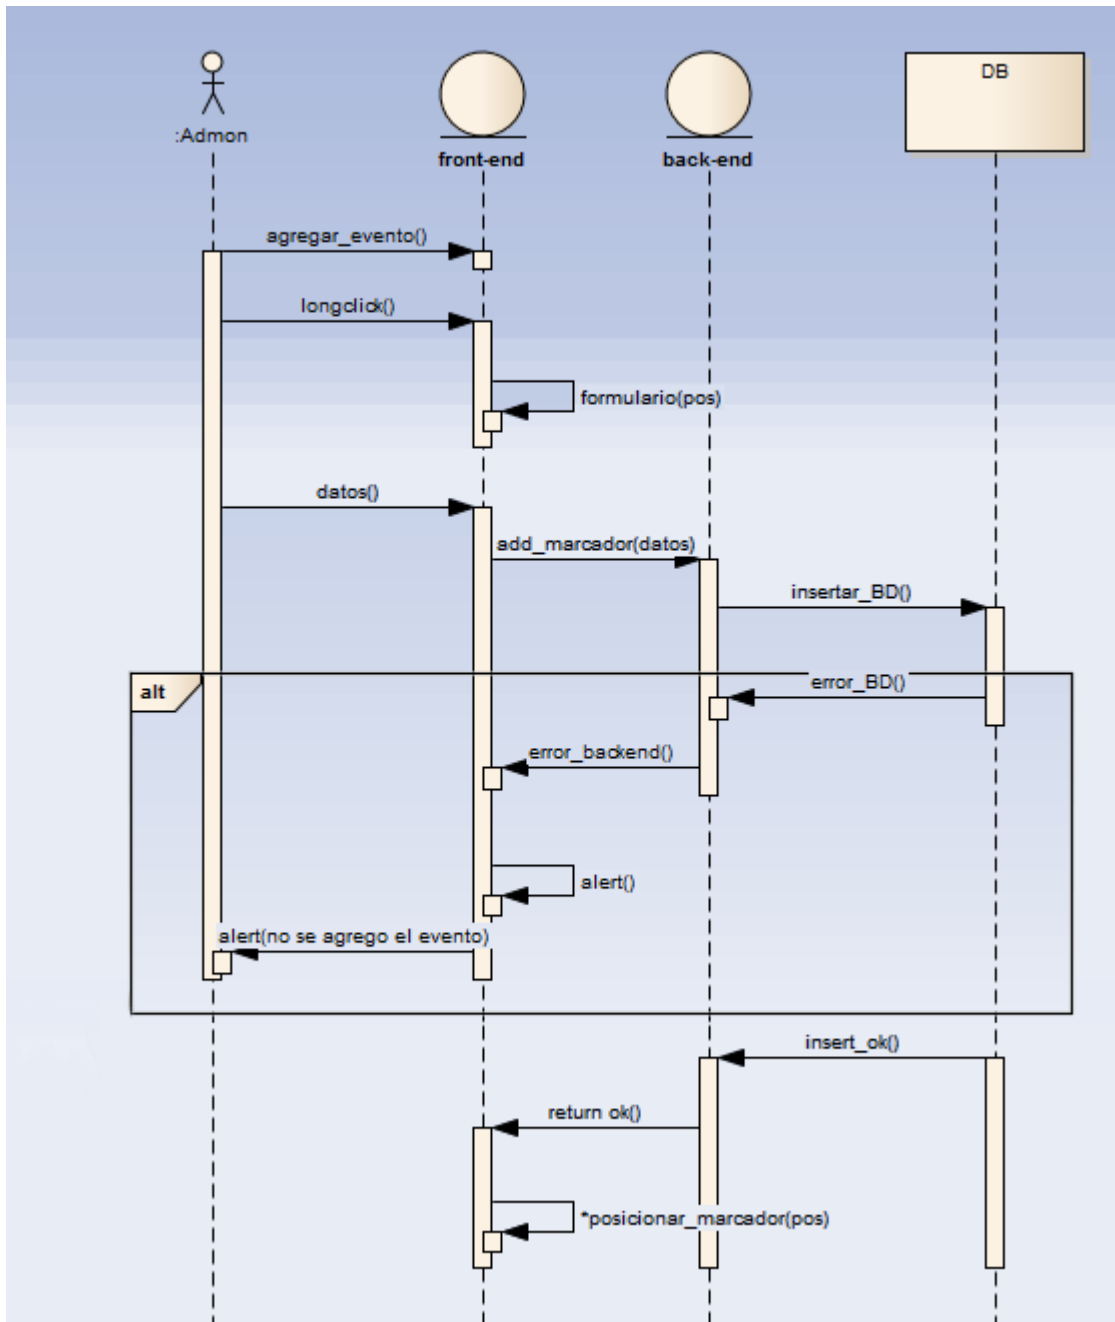 DB
:Admon
front-end
back-end
agregar_evento()
longclick()
formulario(pos)
datos()
add_marcador(datos)
insertar_BD()
alt
error_BD()
error_backend()
alert()
alert(no se agrego el evento)
insert_ok()
return ok()
*posicionar_marcador(pos)